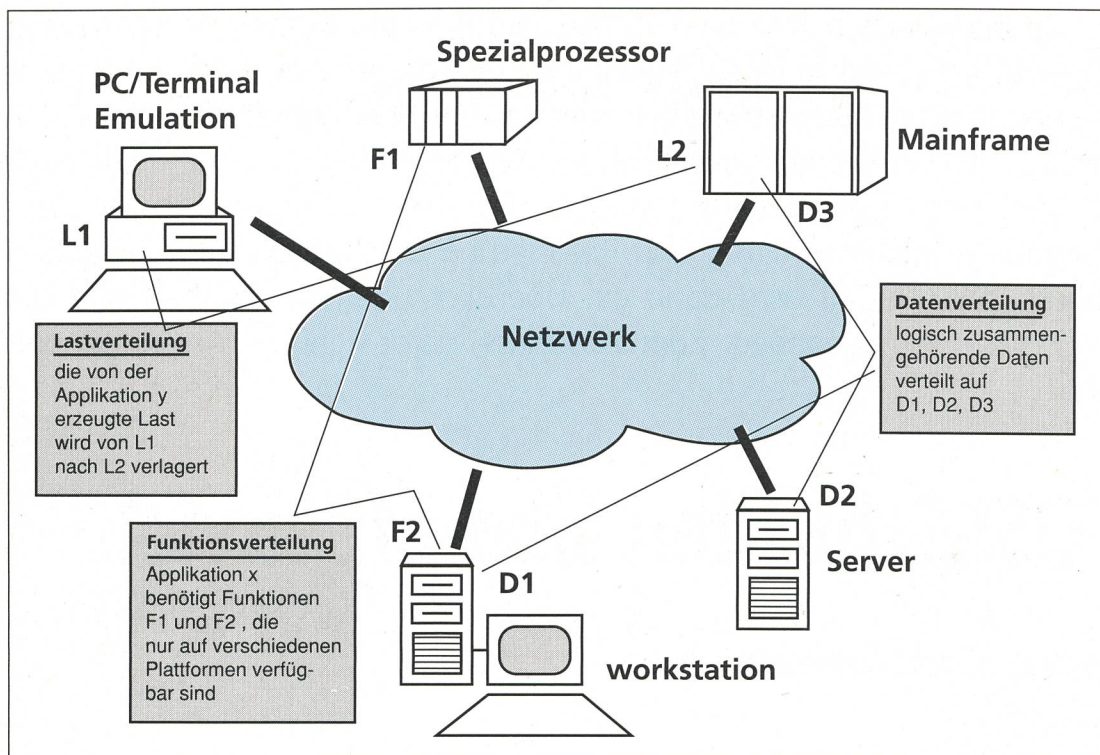 Spezialprozessor
PC/Terminal
Emulation
F1
L2
Mainframe
L1
D3
Netzwerk
Lastverteilung
die von der
Applikation y
erzeugte Last
wird von L1
nach L2 verlagert
Datenverteilung
logisch zusammen-
gehörende Daten
verteilt auf
D1, D2, D3
Funktionsverteilung
Applikation x
benötigt Funktionen
F1 und F2 , die
nur auf verschiedenen
Plattformen verfüg-
bar sind
F2
D1
D2
Server
workstation